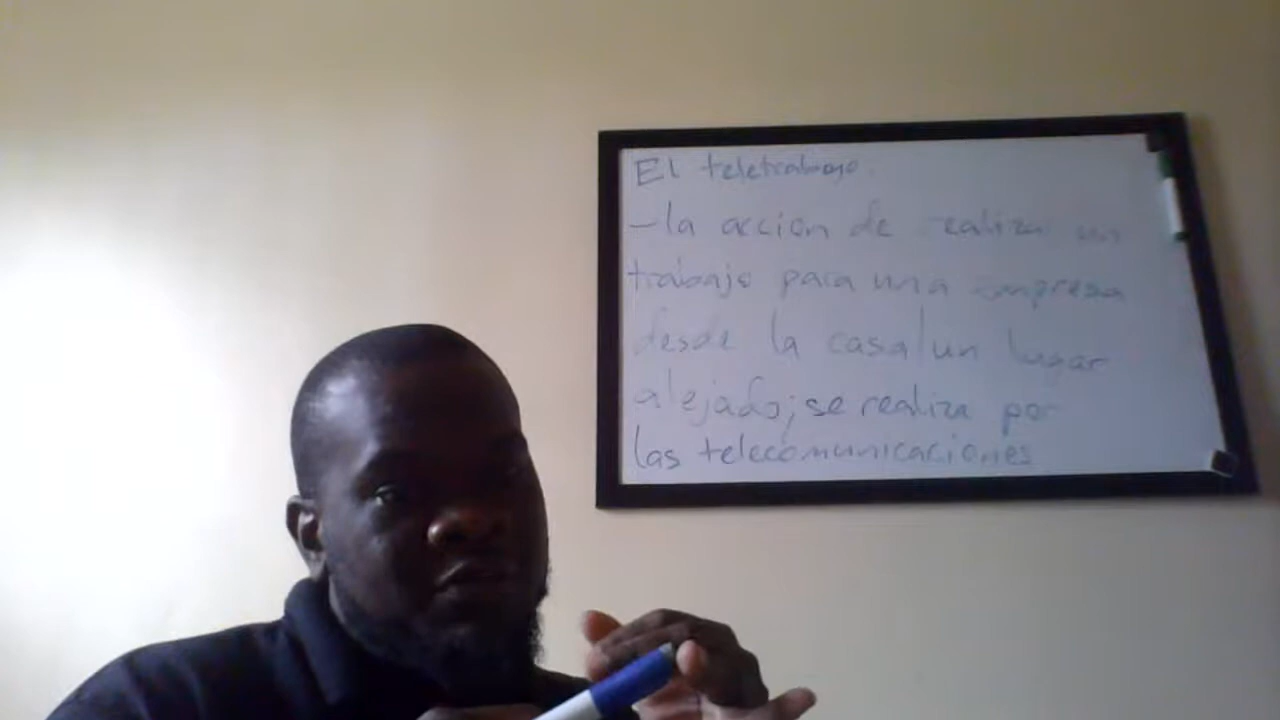 El teletrabajo.
-la accion de realizar un
trabajo para una empresa
desde la casa/un lugar
alejado; se realiza por
las telecomunicaciones